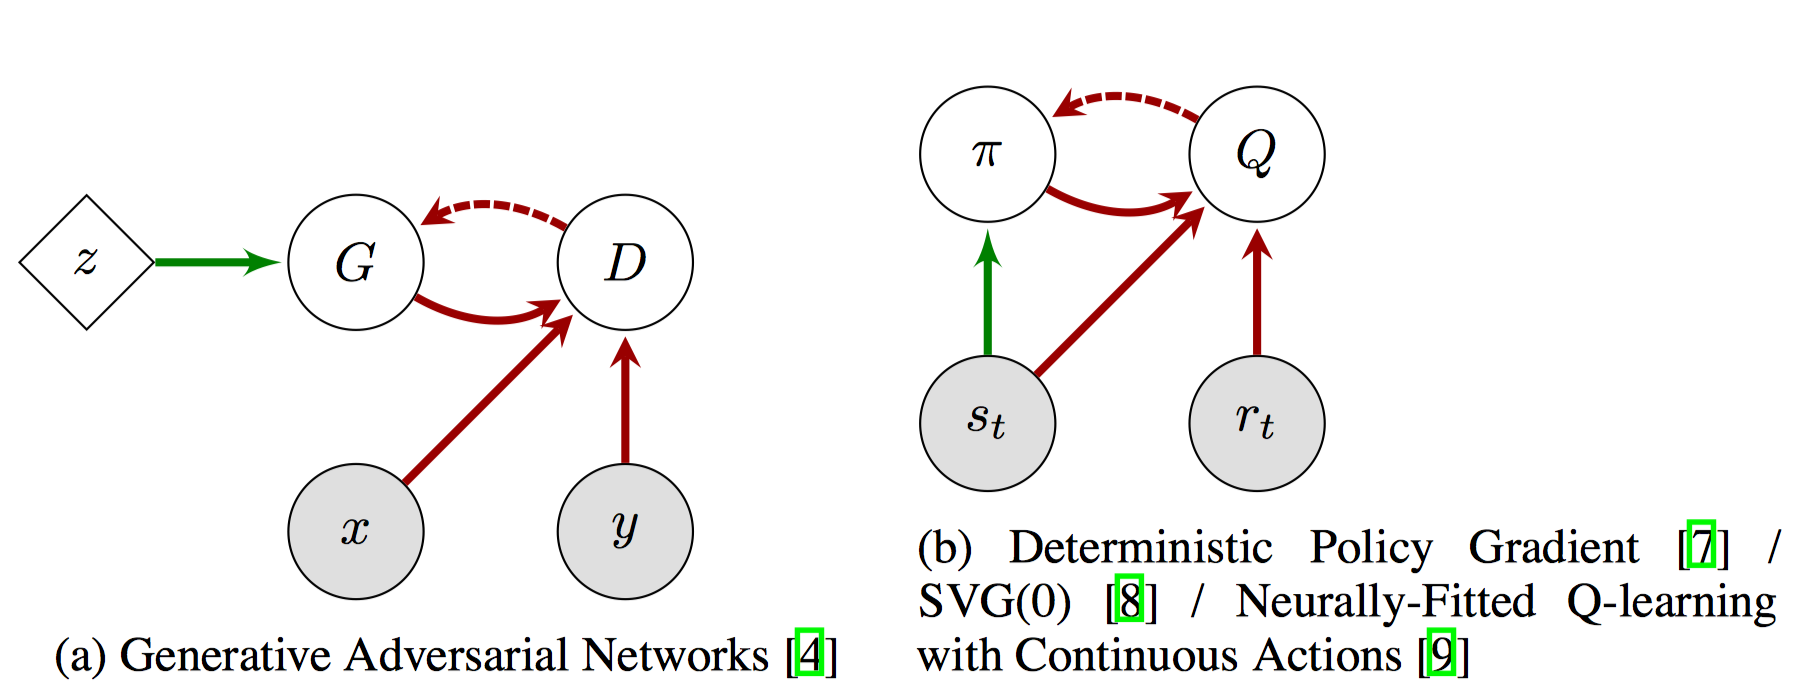 z
G
D
x
y
(a) Generative Adversarial Networks [4]
π
Q
s_t
r_t
(b) Deterministic Policy Gradient [7] /
SVG(0) [8] / Neurally-Fitted Q-learning
with Continuous Actions [9]